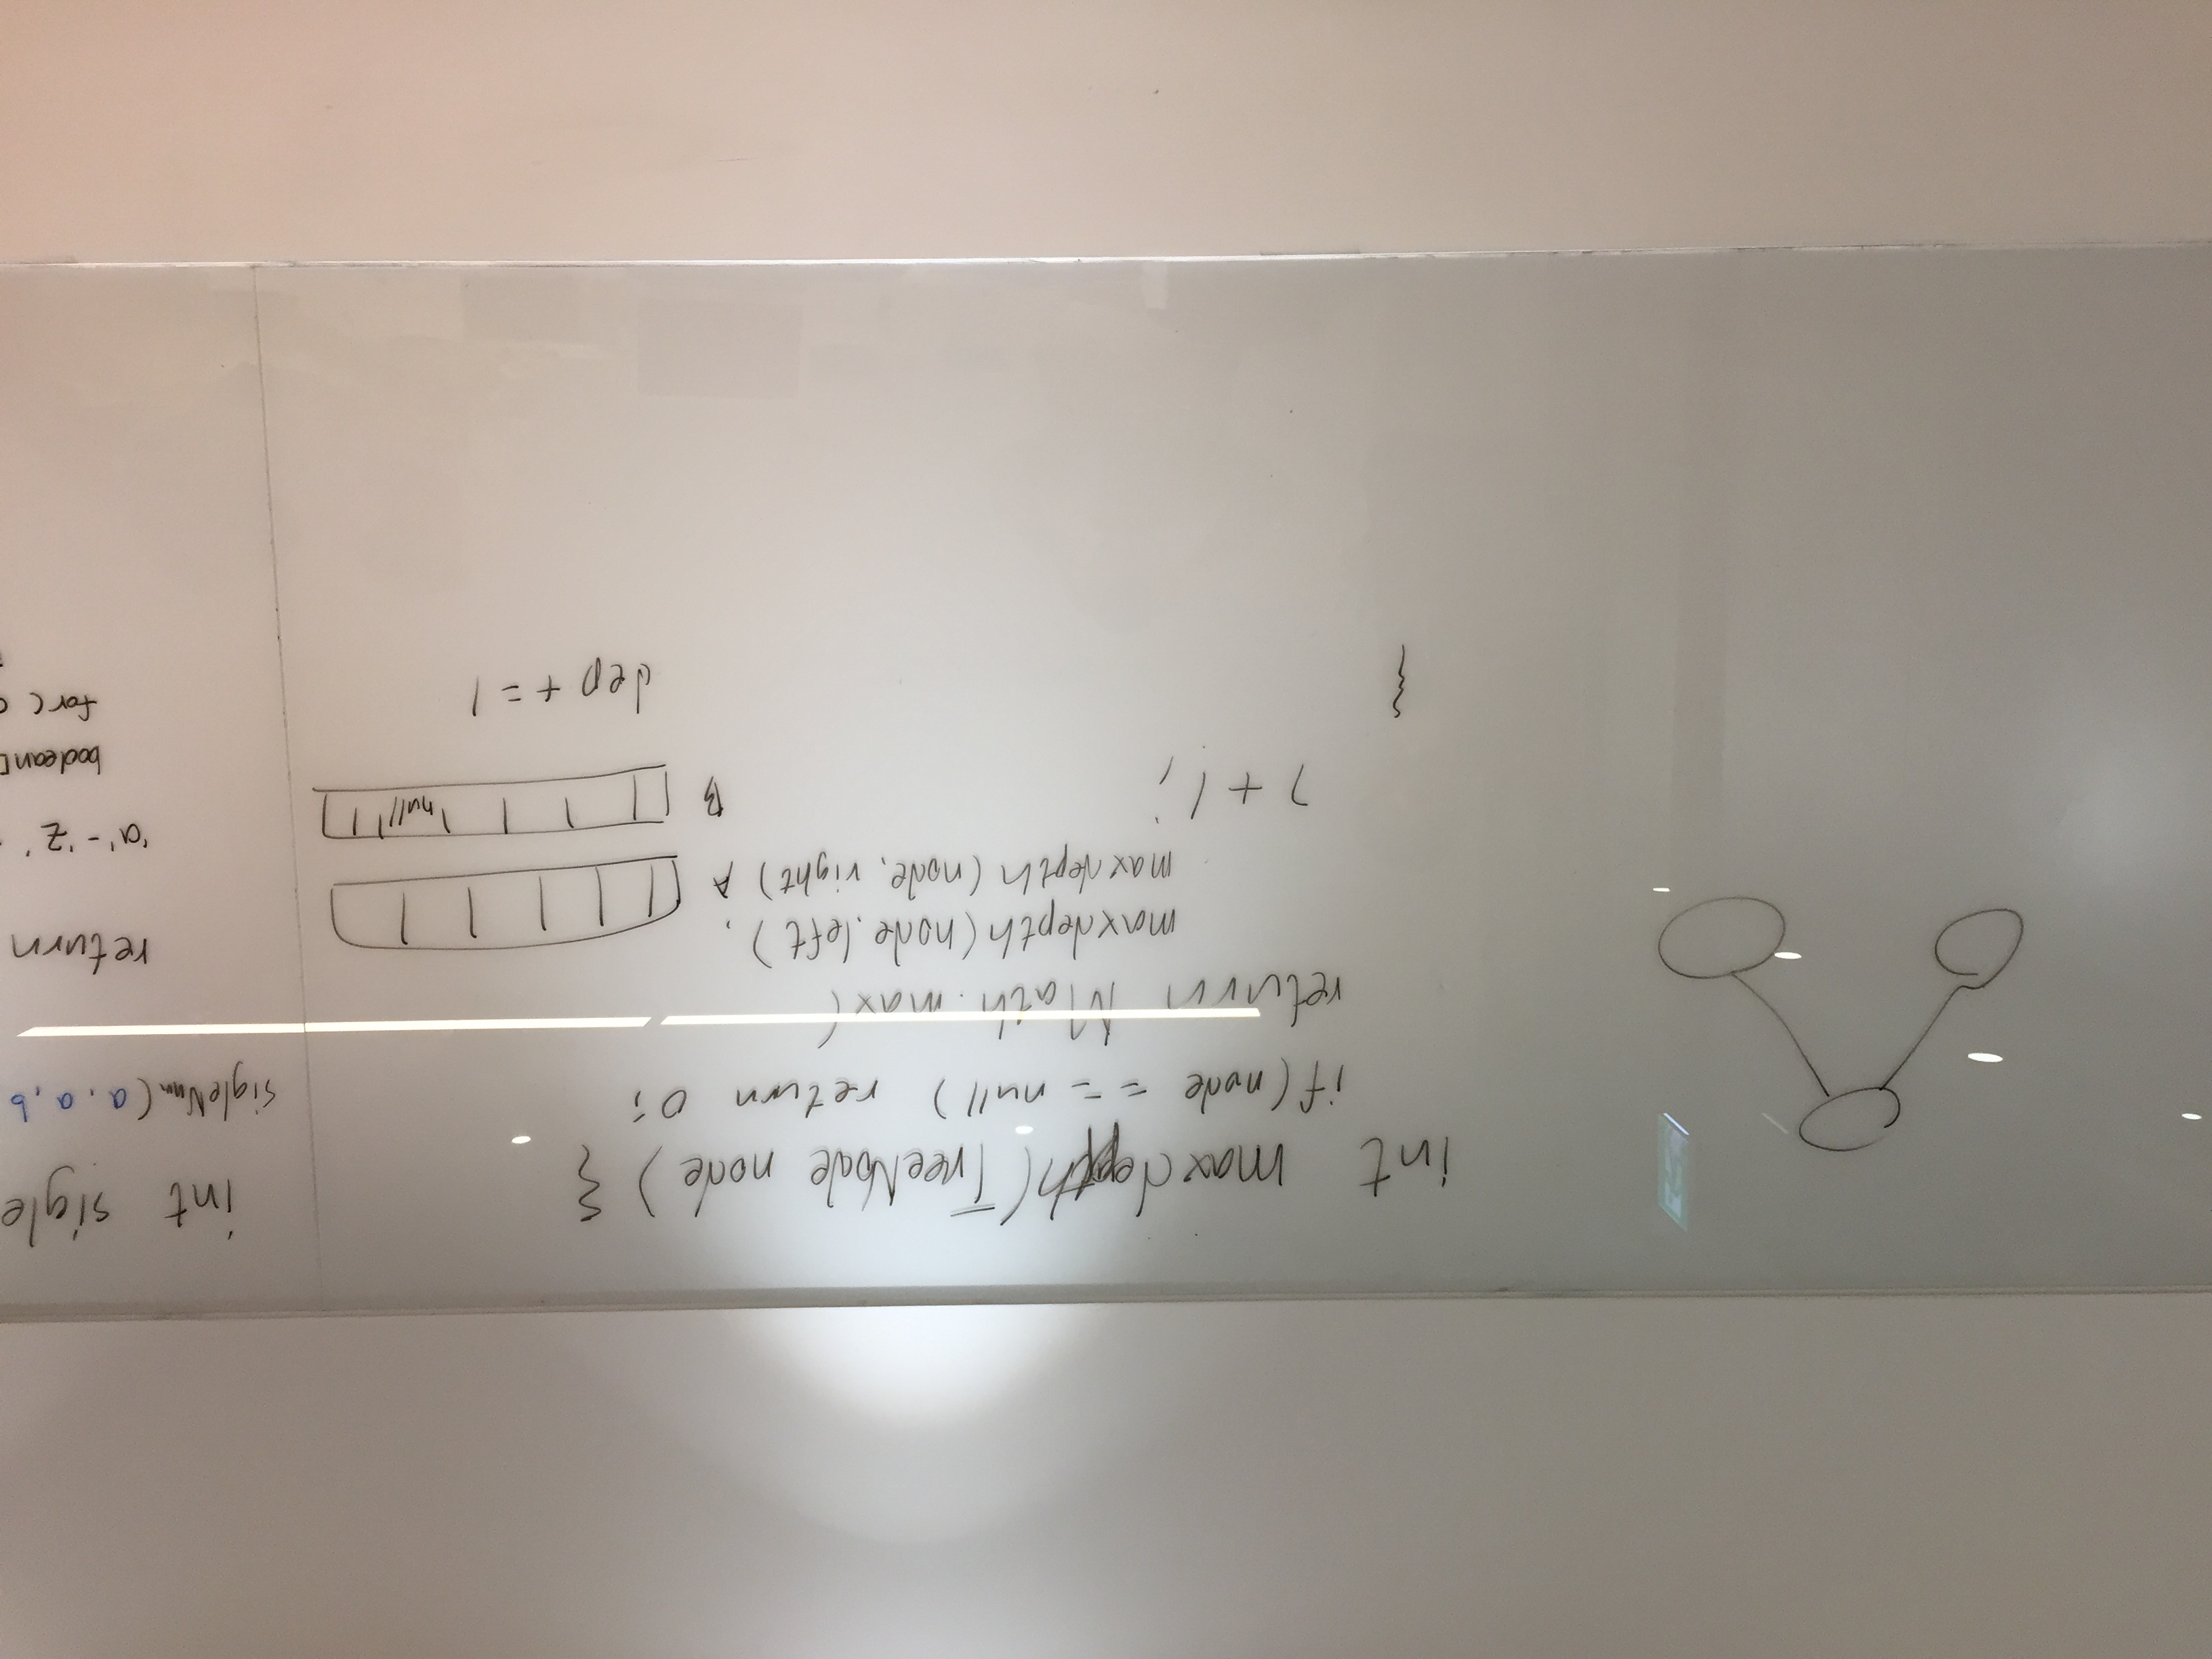 int maxdepth(TreeNode node) {
if(node == null) return 0;
return Math.max(
maxdepth(node.left),
maxdepth(node.right)
) + 1;
}
A
B null
dep += 1
int sigle
sigleNum(a, a, b
return
'a' - 'z'
boolean[
for(